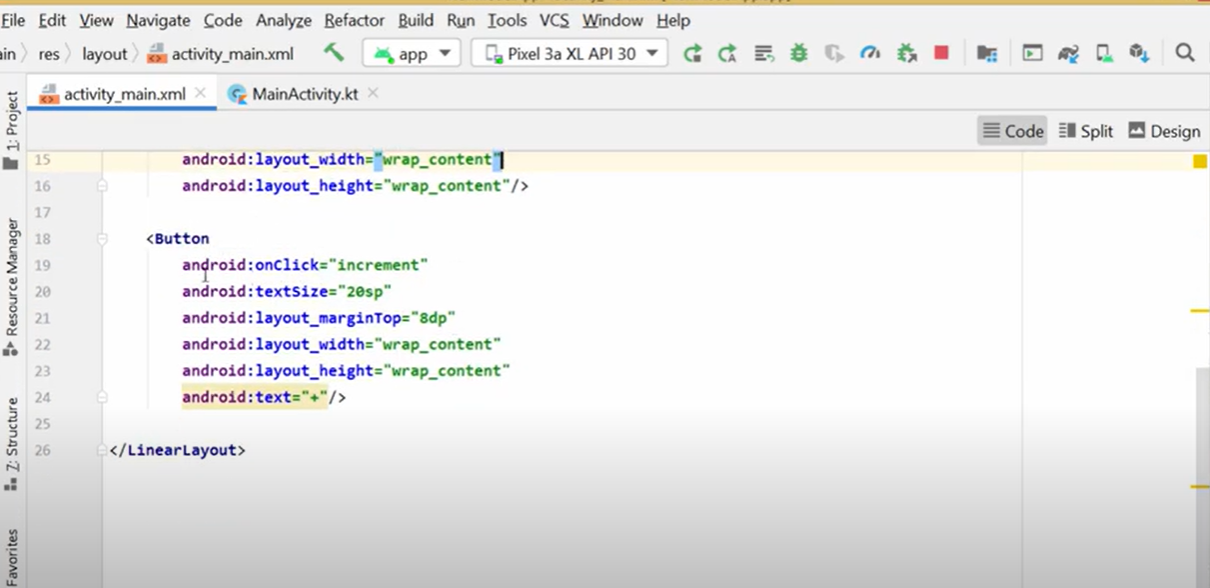 File Edit View Navigate Code Analyze Refactor Build Run Tools VCS Window Help
ain res layout activity_main.xml app Pixel 3a XL API 30
activity_main.xml MainActivity.kt
Code Split Design
1: Project
Resource Manager
Z: Structure
Favorites
15 android:layout_width="wrap_content"
16 android:layout_height="wrap_content"/>
17
18 <Button
19 android:onClick="increment"
20 android:textSize="20sp"
21 android:layout_marginTop="8dp"
22 android:layout_width="wrap_content"
23 android:layout_height="wrap_content"
24 android:text="+"/>
25
26 </LinearLayout>